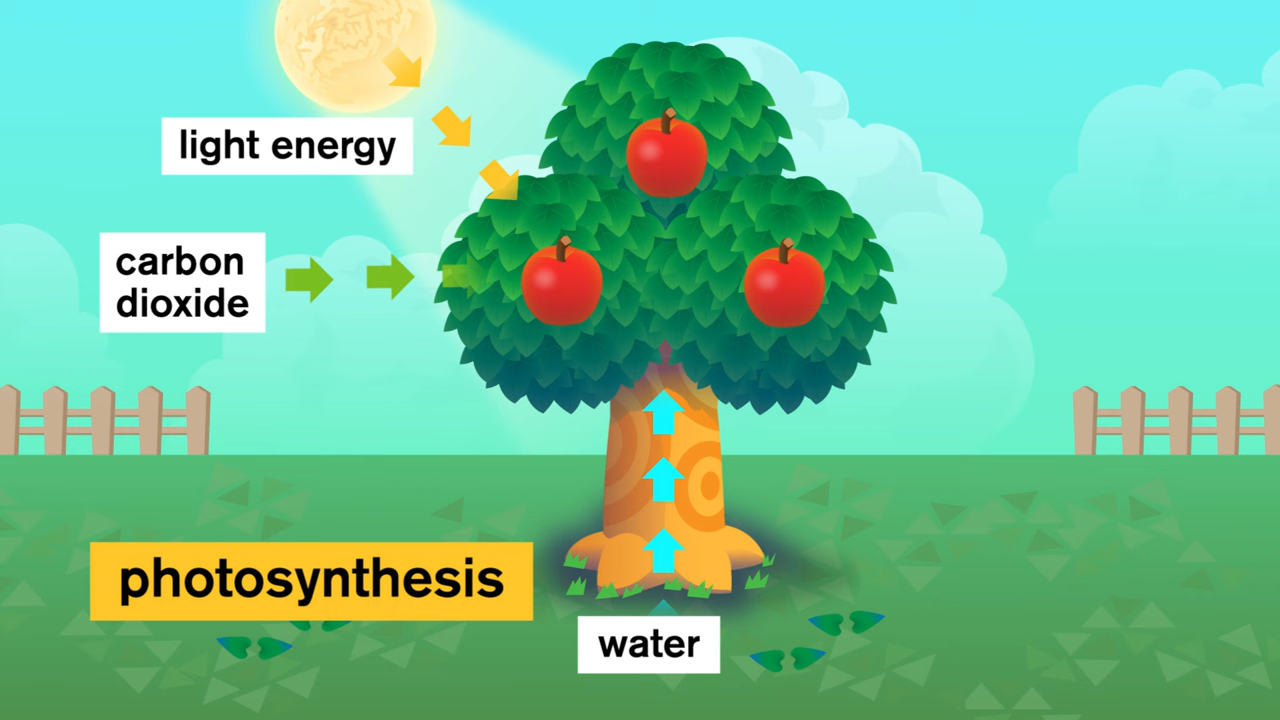 light energy
carbon
dioxide
photosynthesis
water